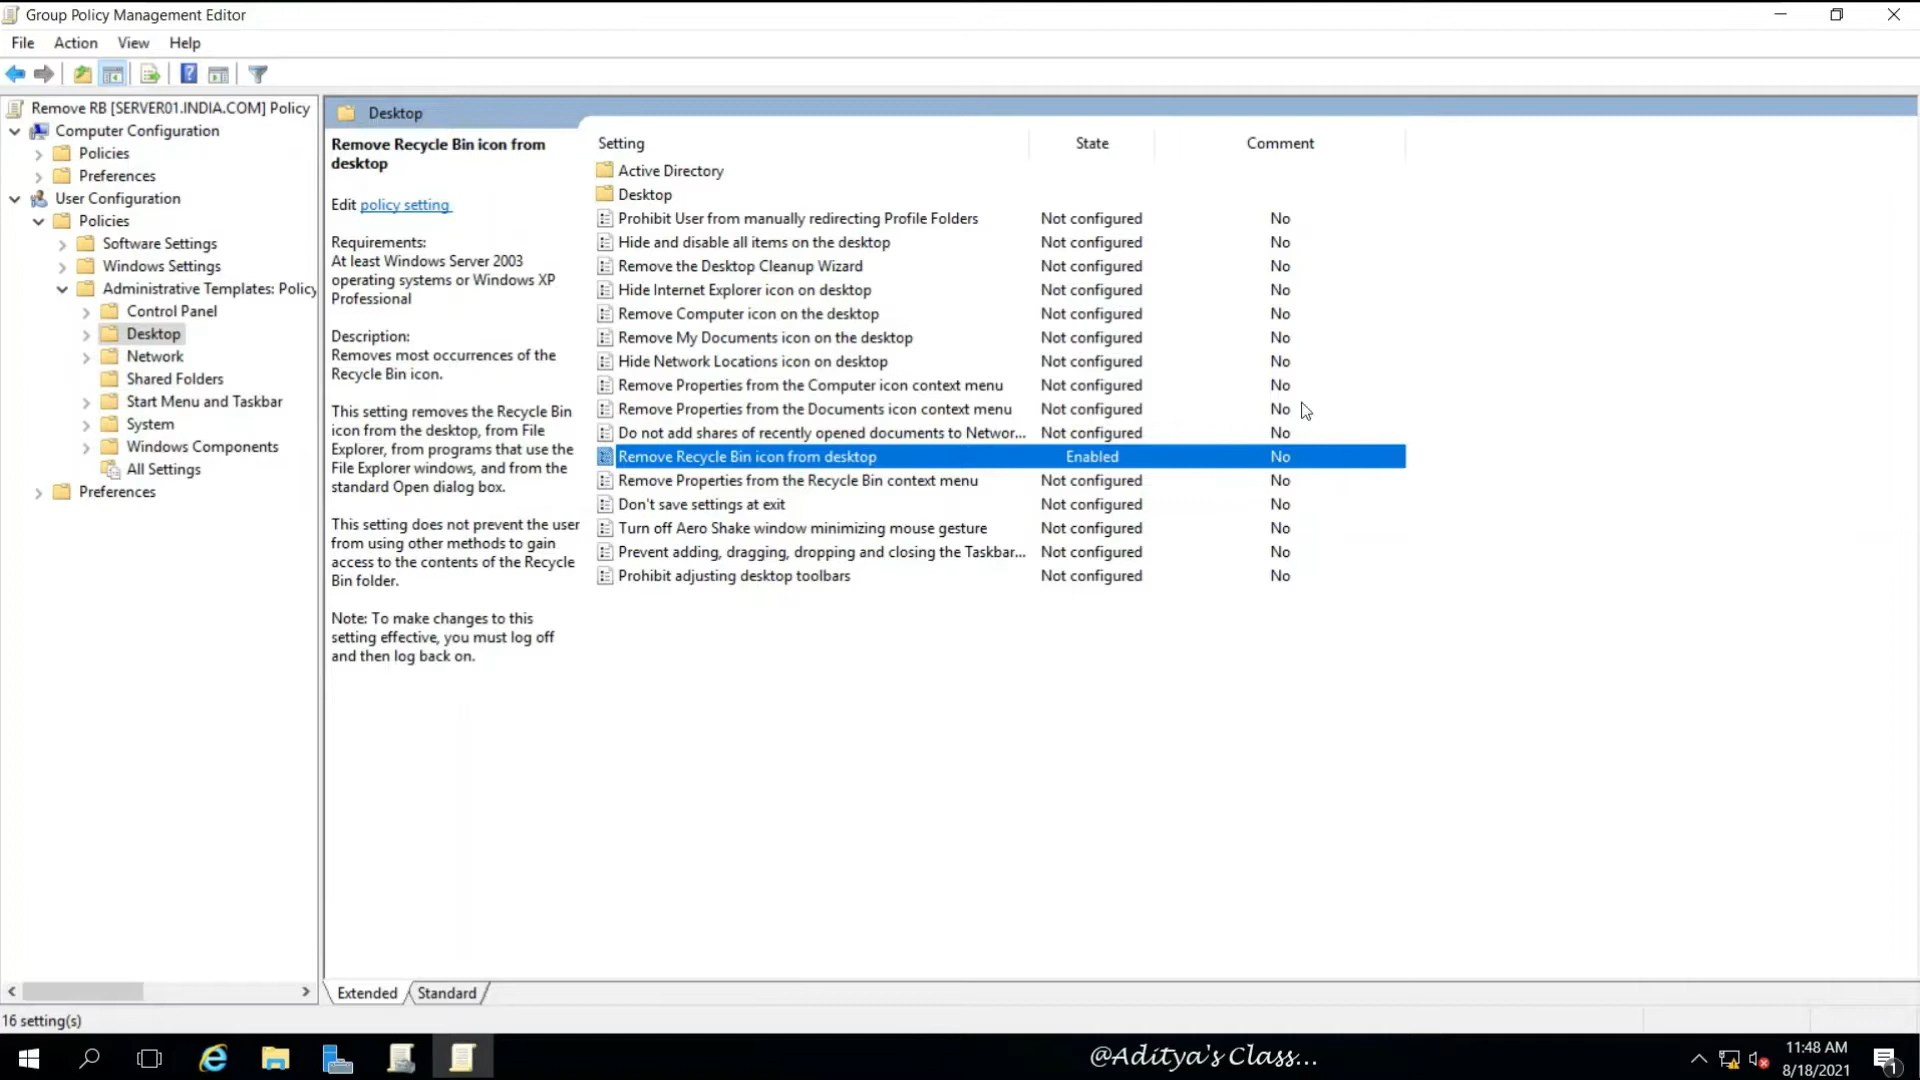 Group Policy Management Editor
File Action View Help
Remove RB [SERVER01.INDIA.COM] Policy
Computer Configuration
Policies
Preferences
User Configuration
Policies
Software Settings
Windows Settings
Administrative Templates: Policy
Control Panel
Desktop
Network
Shared Folders
Start Menu and Taskbar
System
Windows Components
All Settings
Preferences
Desktop
Remove Recycle Bin icon from
desktop
Edit policy setting
Requirements:
At least Windows Server 2003
operating systems or Windows XP
Professional
Description:
Removes most occurrences of the
Recycle Bin icon.
This setting removes the Recycle Bin
icon from the desktop, from File
Explorer, from programs that use the
File Explorer windows, and from the
standard Open dialog box.
This setting does not prevent the user
from using other methods to gain
access to the contents of the Recycle
Bin folder.
Note: To make changes to this
setting effective, you must log off
and then log back on.
Setting State Comment
Active Directory
Desktop
Prohibit User from manually redirecting Profile Folders Not configured No
Hide and disable all items on the desktop Not configured No
Remove the Desktop Cleanup Wizard Not configured No
Hide Internet Explorer icon on desktop Not configured No
Remove Computer icon on the desktop Not configured No
Remove My Documents icon on the desktop Not configured No
Hide Network Locations icon on desktop Not configured No
Remove Properties from the Computer icon context menu Not configured No
Remove Properties from the Documents icon context menu Not configured No
Do not add shares of recently opened documents to Networ... Not configured No
Remove Recycle Bin icon from desktop Enabled No
Remove Properties from the Recycle Bin context menu Not configured No
Don't save settings at exit Not configured No
Turn off Aero Shake window minimizing mouse gesture Not configured No
Prevent adding, dragging, dropping and closing the Taskbar... Not configured No
Prohibit adjusting desktop toolbars Not configured No
Extended Standard
16 setting(s)
@Aditya's Class...
11:48 AM
8/18/2021
1